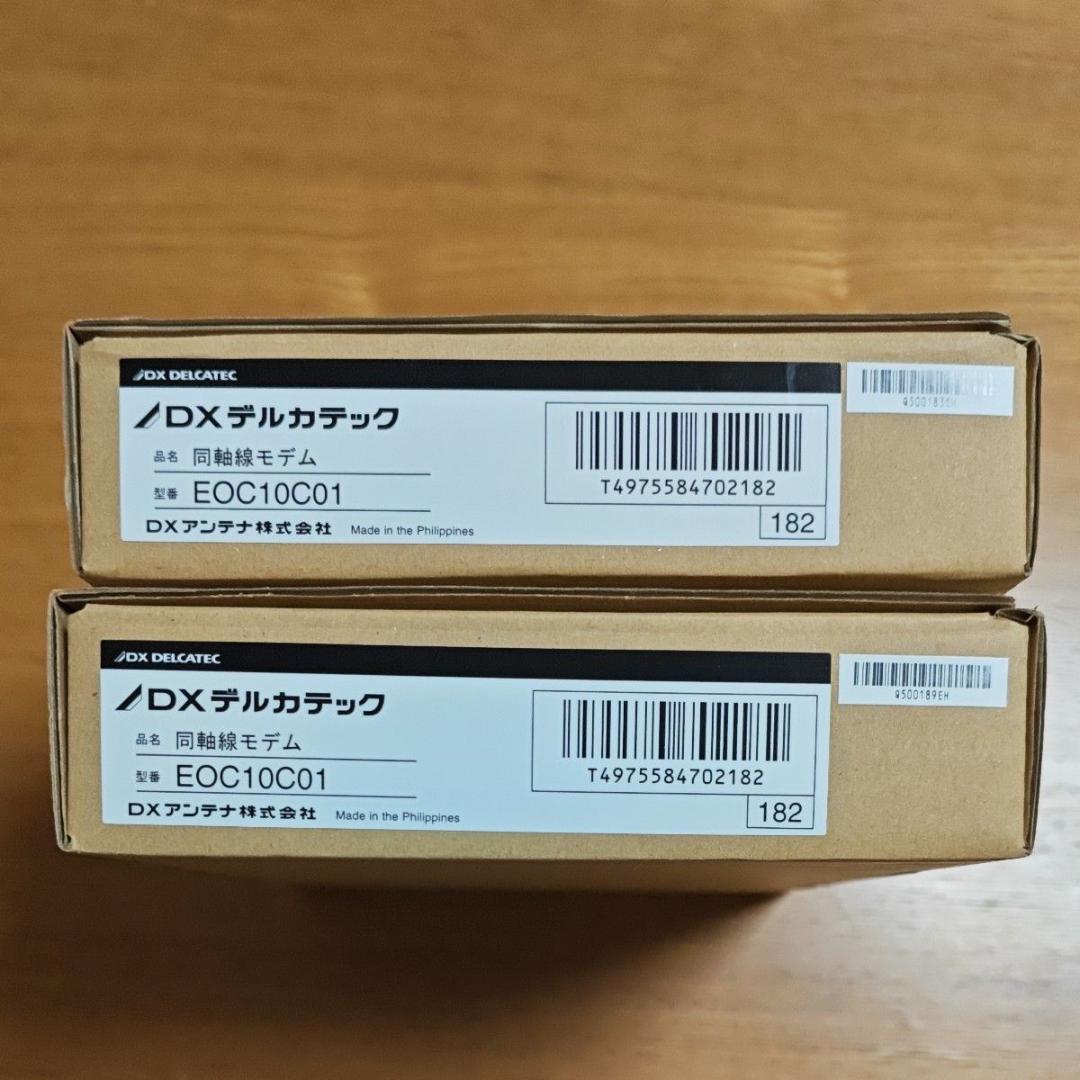 DX DELCATEC
DXデルカテック
品名 同軸線モデム
型番 EOC10C01
DXアンテナ株式会社 Made in the Philippines
T4975584702182
182
DX DELCATEC
DXデルカテック
品名 同軸線モデム
型番 EOC10C01
DXアンテナ株式会社 Made in the Philippines
T4975584702182
182
Q500189EH